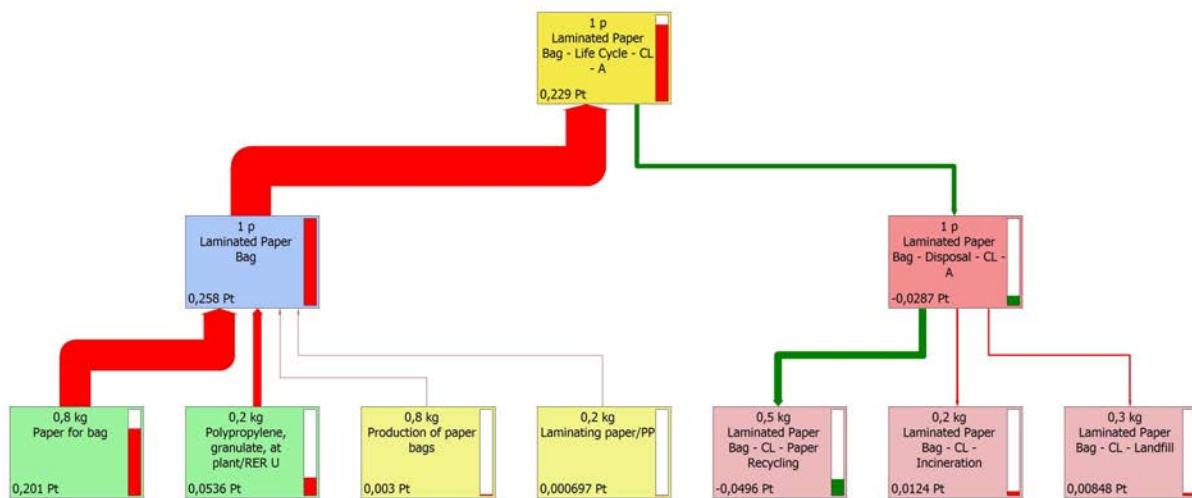 1 p
Laminated Paper
Bag - Life Cycle - CL
- A
0,229 Pt
1 p
Laminated Paper
Bag
0,258 Pt
1 p
Laminated Paper
Bag - Disposal - CL -
A
-0,0287 Pt
0,8 kg
Paper for bag
0,201 Pt
0,2 kg
Polypropylene,
granulate, at
plant/RER U
0,0536 Pt
0,8 kg
Production of paper
bags
0,003 Pt
0,2 kg
Laminating paper/PP
0,000697 Pt
0,5 kg
Laminated Paper
Bag - CL - Paper
Recycling
-0,0496 Pt
0,2 kg
Laminated Paper
Bag - CL -
Incineration
0,0124 Pt
0,3 kg
Laminated Paper
Bag - CL - Landfill
0,00848 Pt